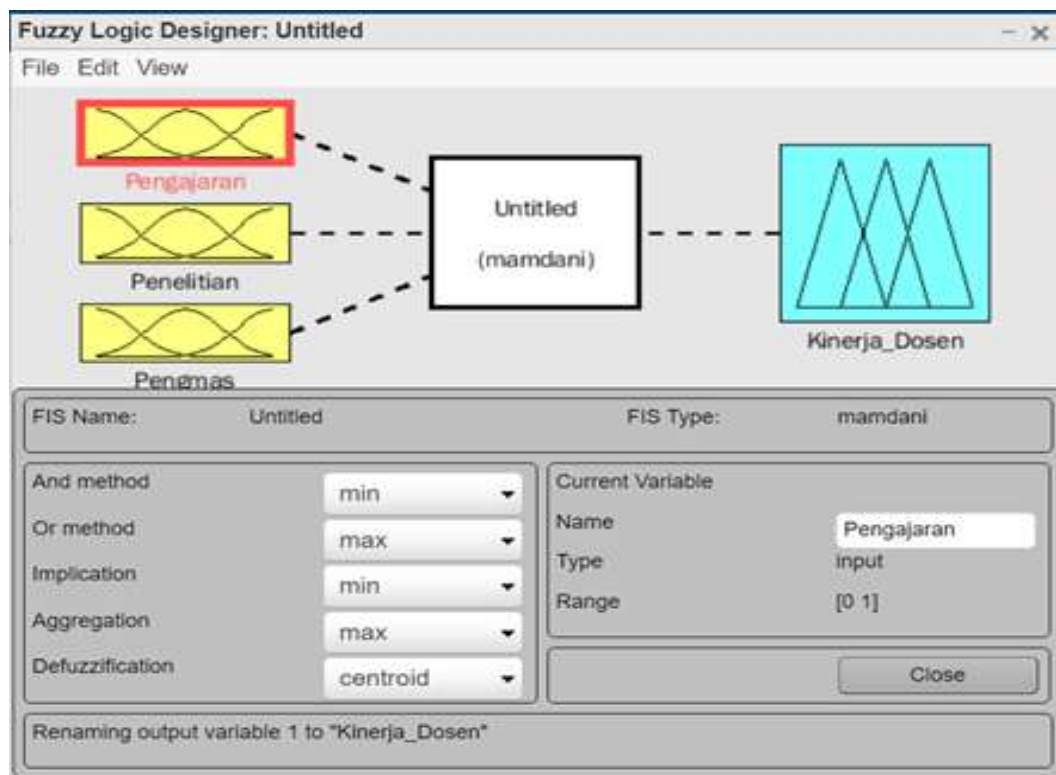 Fuzzy Logic Designer: Untitled
File Edit View
Pengajaran
Penelitian
Pengmas
Untitled
(mamdani)
Kinerja_Dosen
FIS Name: Untitled
FIS Type: mamdani
And method min
Or method max
Implication min
Aggregation max
Defuzzification centroid
Current Variable
Name Pengajaran
Type input
Range [0 1]
Close
Renaming output variable 1 to "Kinerja_Dosen"